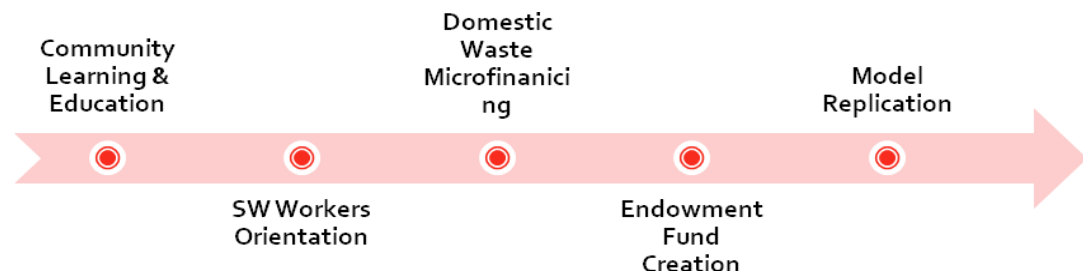 Community
Learning &
Education
SW Workers
Orientation
Domestic
Waste
Microfinanici
ng
Endowment
Fund
Creation
Model
Replication